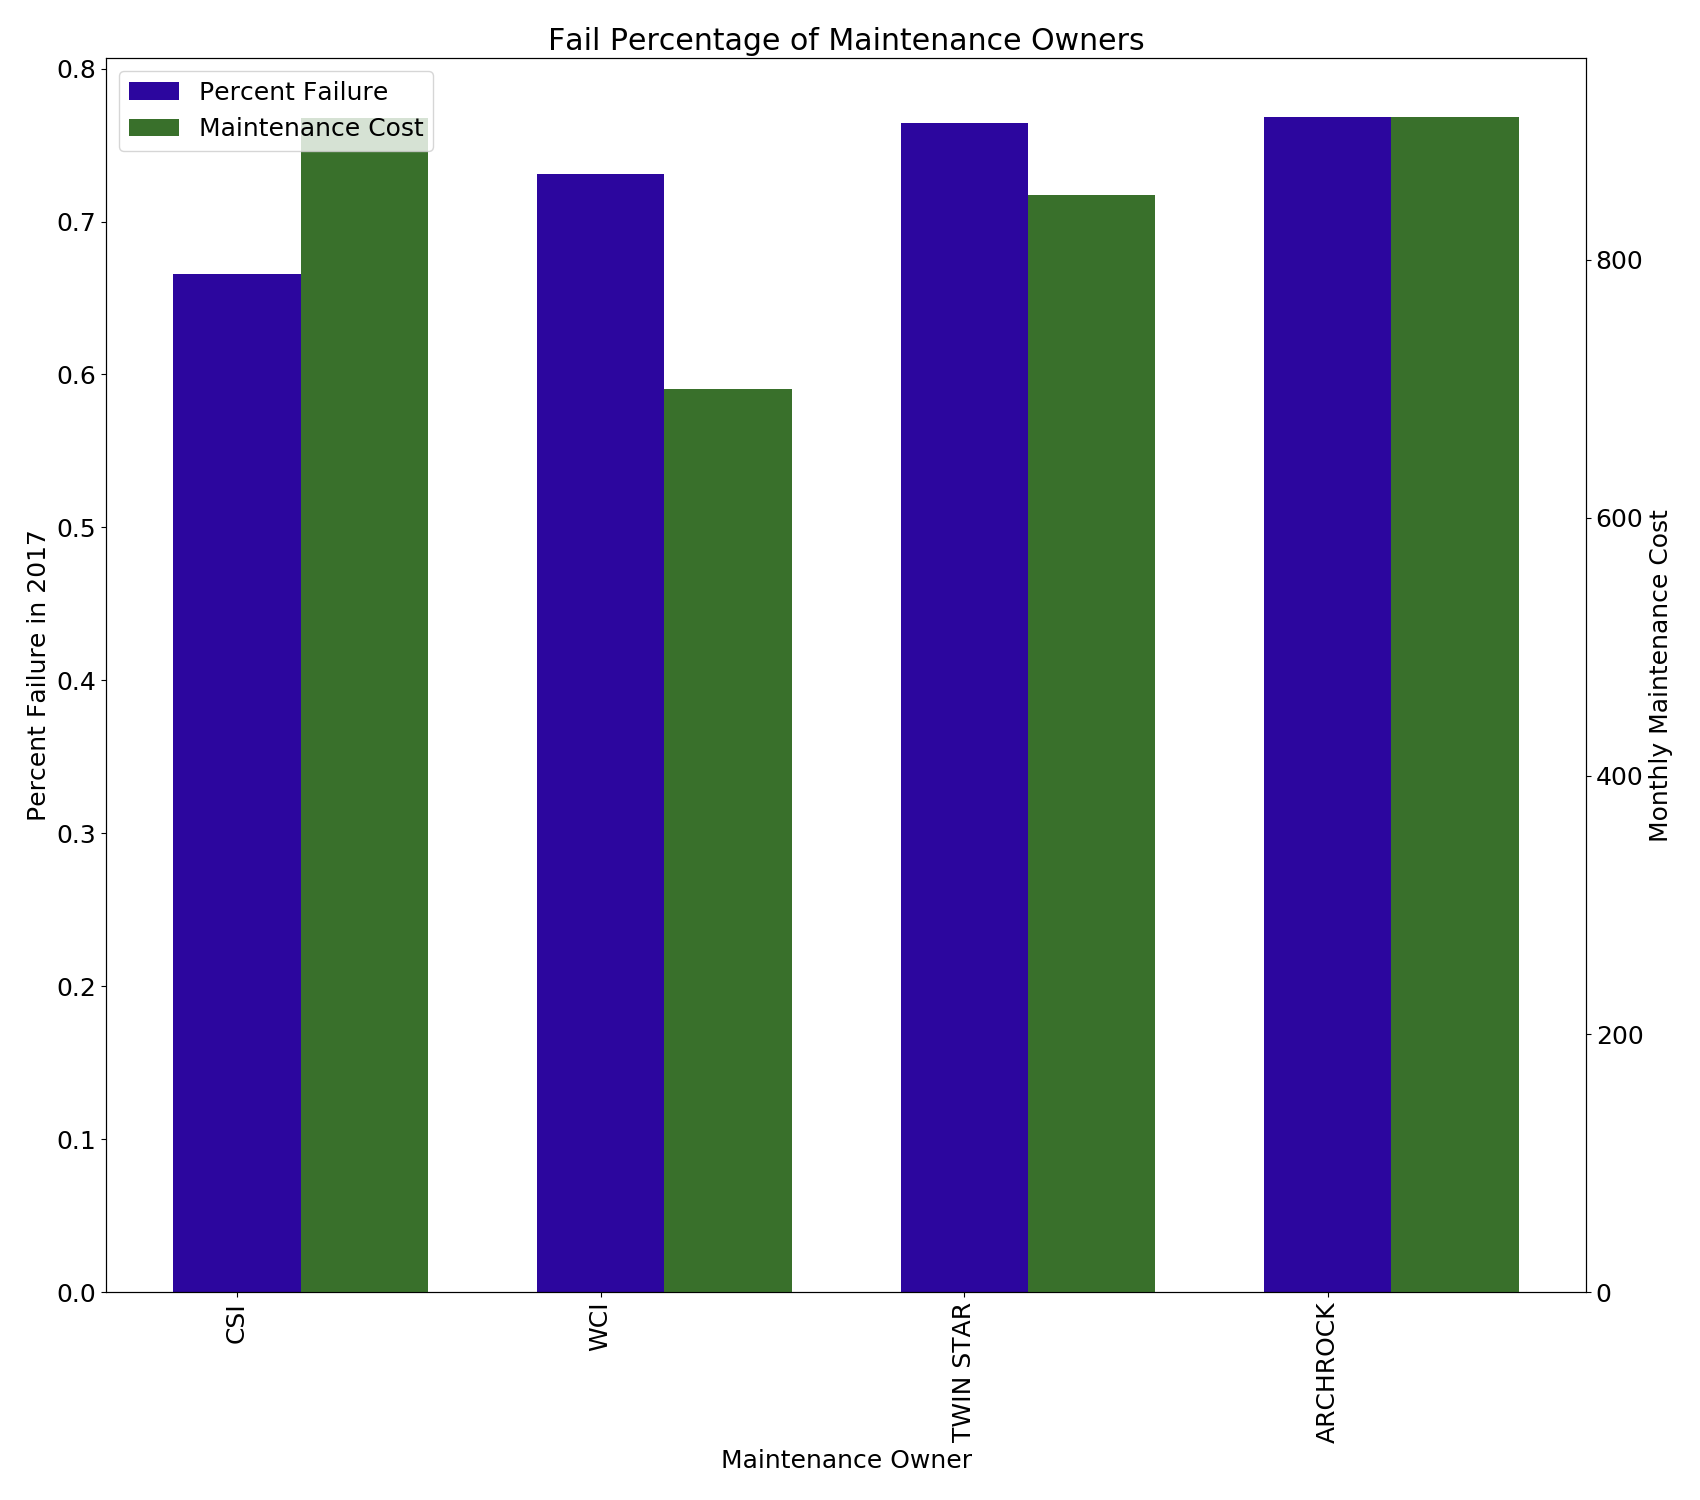 Fail Percentage of Maintenance Owners
Percent Failure
Maintenance Cost
0.8
0.7
0.6
0.5
0.4
0.3
0.2
0.1
0.0
Percent Failure in 2017
800
600
400
200
0
Monthly Maintenance Cost
CSI
WCI
TWIN STAR
ARCHROCK
Maintenance Owner